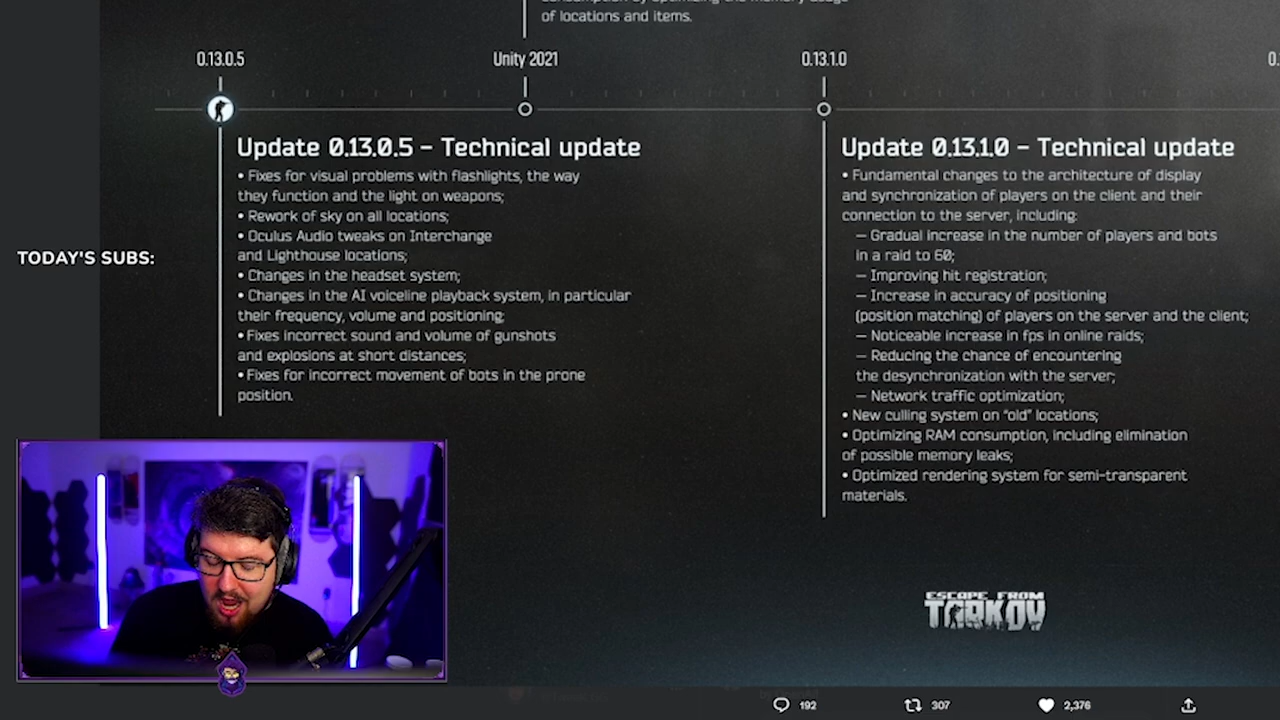 of locations and items.
0.13.0.5
Unity 2021
0.13.1.0
Update 0.13.0.5 – Technical update
• Fixes for visual problems with flashlights, the way
they function and the light on weapons;
• Rework of sky on all locations;
• Oculus Audio tweaks on Interchange
and Lighthouse locations;
• Changes in the headset system;
• Changes in the AI voiceline playback system, in particular
their frequency, volume and positioning;
• Fixes incorrect sound and volume of gunshots
and explosions at short distances;
• Fixes for incorrect movement of bots in the prone
position.
Update 0.13.1.0 – Technical update
• Fundamental changes to the architecture of display
and synchronization of players on the client and their
connection to the server, including:
– Gradual increase in the number of players and bots
in a raid to 60;
– Improving hit registration;
– Increase in accuracy of positioning
(position matching) of players on the server and the client;
– Noticeable increase in fps in online raids;
– Reducing the chance of encountering
the desynchronization with the server;
– Network traffic optimization;
• New culling system on "old" locations;
• Optimizing RAM consumption, including elimination
of possible memory leaks;
• Optimized rendering system for semi-transparent
materials.
TODAY'S SUBS:
ESCAPE FROM
TARKOV
192
307
2,376